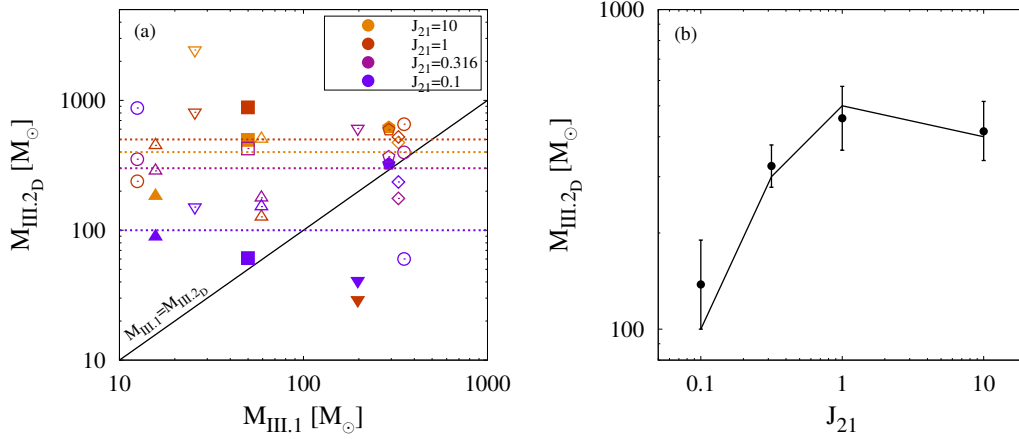 (a)
J21=10
J21=1
J21=0.316
J21=0.1
MIII.1=MIII.2D
1000
100
10
10
100
1000
MIII.1 [M⊙]
MIII.2D [M⊙]
(b)
1000
100
0.1
1
10
J21
MIII.2D [M⊙]